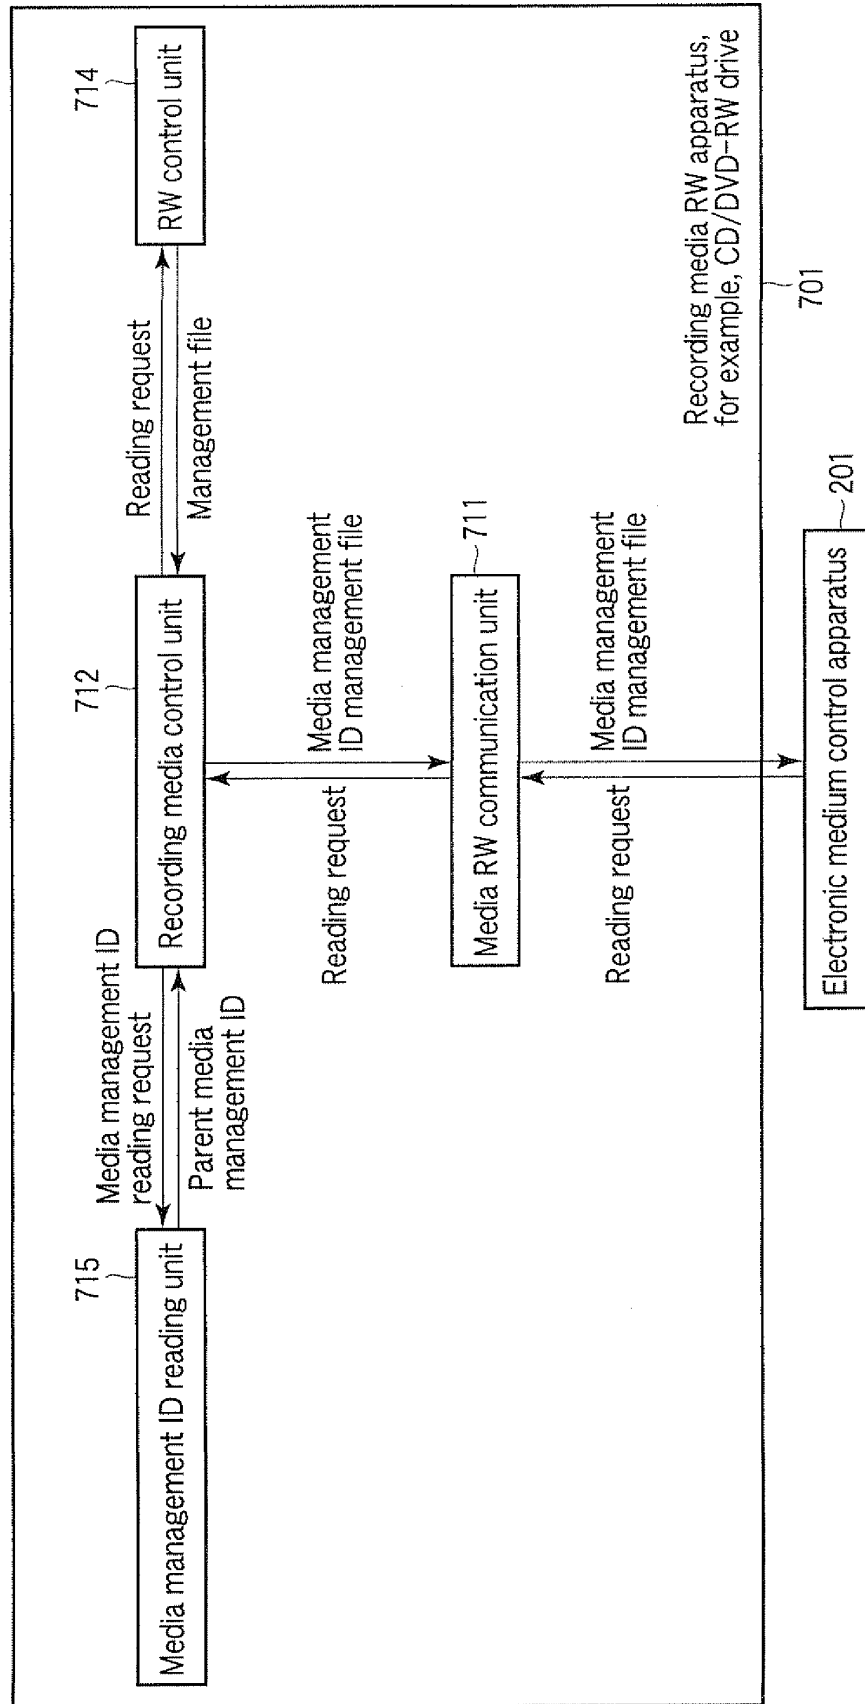 715
Media management ID reading unit
Media management ID
reading request
Parent media
management ID
712
Recording media control unit
Reading request
Management file
714
RW control unit
Reading request
Media management
ID management file
711
Media RW communication unit
Reading request
Media management
ID management file
Recording media RW apparatus,
for example, CD/DVD-RW drive
701
201
Electronic medium control apparatus